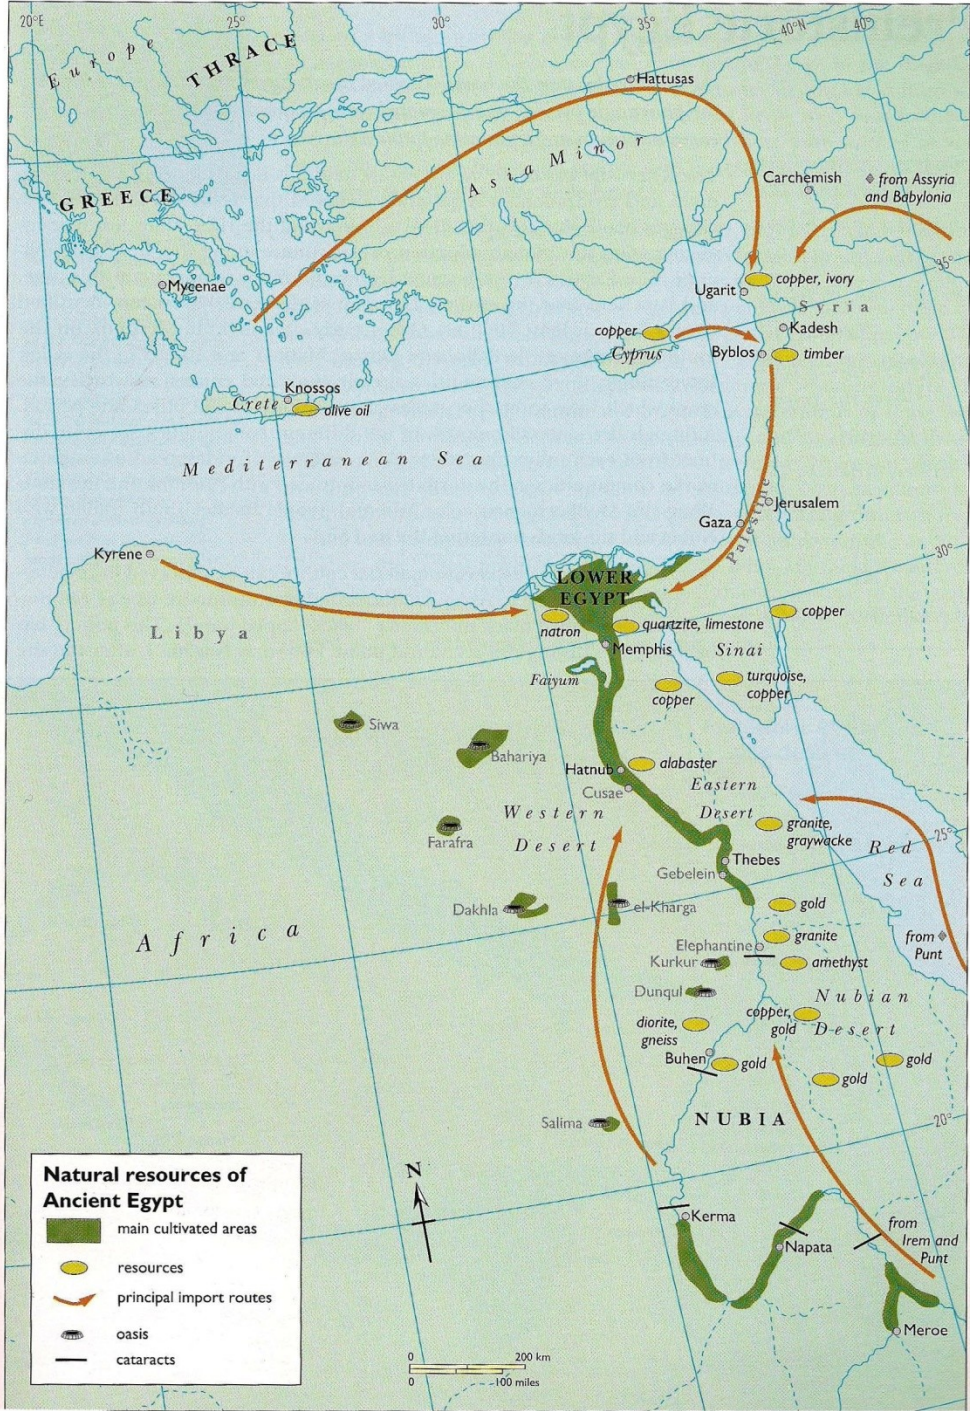 20°E
25°
30°
35°
40°N
40°
Europe
THRACE
Hattusas
Asia Minor
Carchemish
from Assyria
and Babylonia
GREECE
35°
Mycenae
copper, ivory
Ugarit
Syria
copper
Kadesh
Cyprus
Byblos
timber
Knossos
Crete
olive oil
Mediterranean Sea
Jerusalem
Gaza
Palestine
Kyrene
30°
LOWER
EGYPT
copper
natron
quartzite, limestone
Libya
Memphis
Sinai
Faiyum
turquoise,
copper
copper
Siwa
Bahariya
Hatnub
alabaster
Cusae
Eastern
Desert
Western
Desert
granite,
graywacke
25°
Farafra
Red
Sea
Thebes
Gebelein
Dakhla
el-Kharga
gold
Africa
granite
from
Punt
Elephantine
Kurkur
amethyst
Dunqul
Nubian
Desert
copper,
gold
diorite,
gneiss
Buhen
gold
gold
gold
Salima
NUBIA
20°
Natural resources of
Ancient Egypt
main cultivated areas
resources
principal import routes
oasis
cataracts
N
Kerma
Napata
from
Irem and
Punt
Meroe
0
200 km
0
100 miles